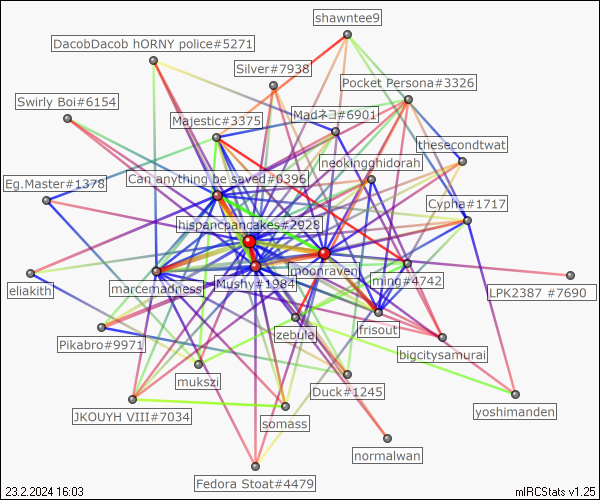 shawntee9
DacobDacob hORNY police#5271
Silver#7938
Pocket Persona#3326
Swirly Boi#6154
Majestic#3375
Madネコ#6901
thesecondtwat
neokingghidorah
Eg.Master#1378
Can anything be saved#0396
Cypha#1717
hispancpancakes#2928
moonraven
eliakith
marcemadness
Mushy#1984
ming#4742
LPK2387 #7690
zebula
frisout
Pikabro#9971
bigcitysamurai
mukszi
Duck#1245
JKOUYH VIII#7034
somass
yoshimanden
normalwan
Fedora Stoat#4479
23.2.2024 16:03
mIRCStats v1.25